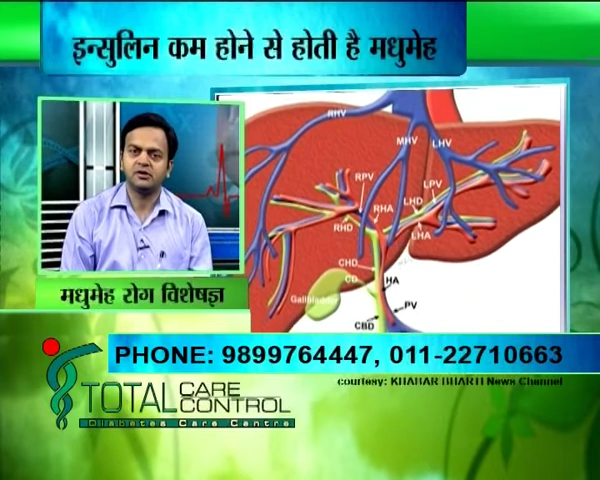 इन्सुलिन कम होने से होती है मधुमेह
RHV
MHV
LHV
RPV
LPV
RHA
LHD
RHD
LHA
CHD
CD
HA
Gallbladder
PV
CBD
मधुमेह रोग विशेषज्ञ
PHONE: 9899764447, 011-22710663
courtesy: KHABAR BHARTI News Channel
TOTAL CARE CONTROL
Diabetes Care Centre